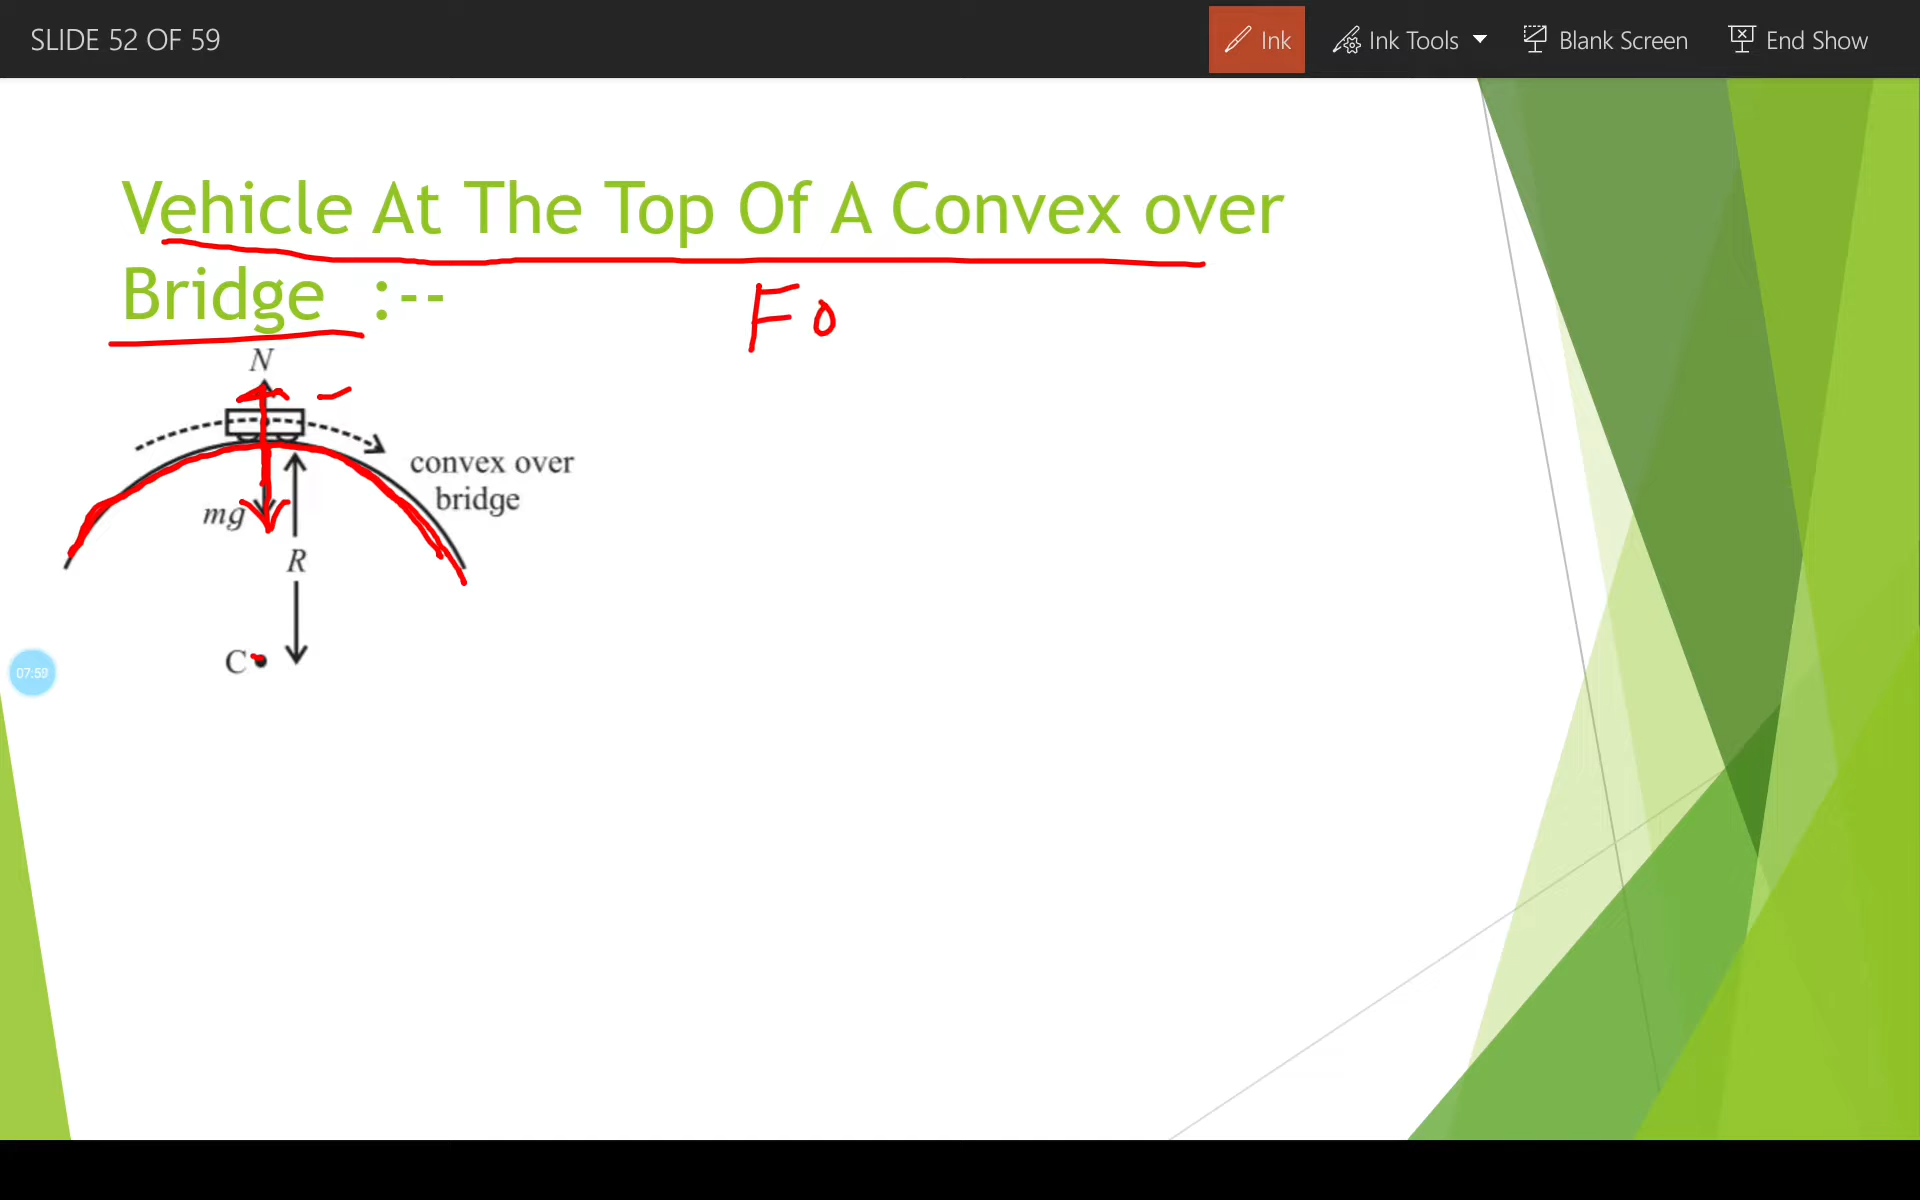 SLIDE 52 OF 59
Ink
Ink Tools
Blank Screen
End Show
Vehicle At The Top Of A Convex over
Bridge :--
Fo
N
convex over
bridge
mg
R
C
07:59